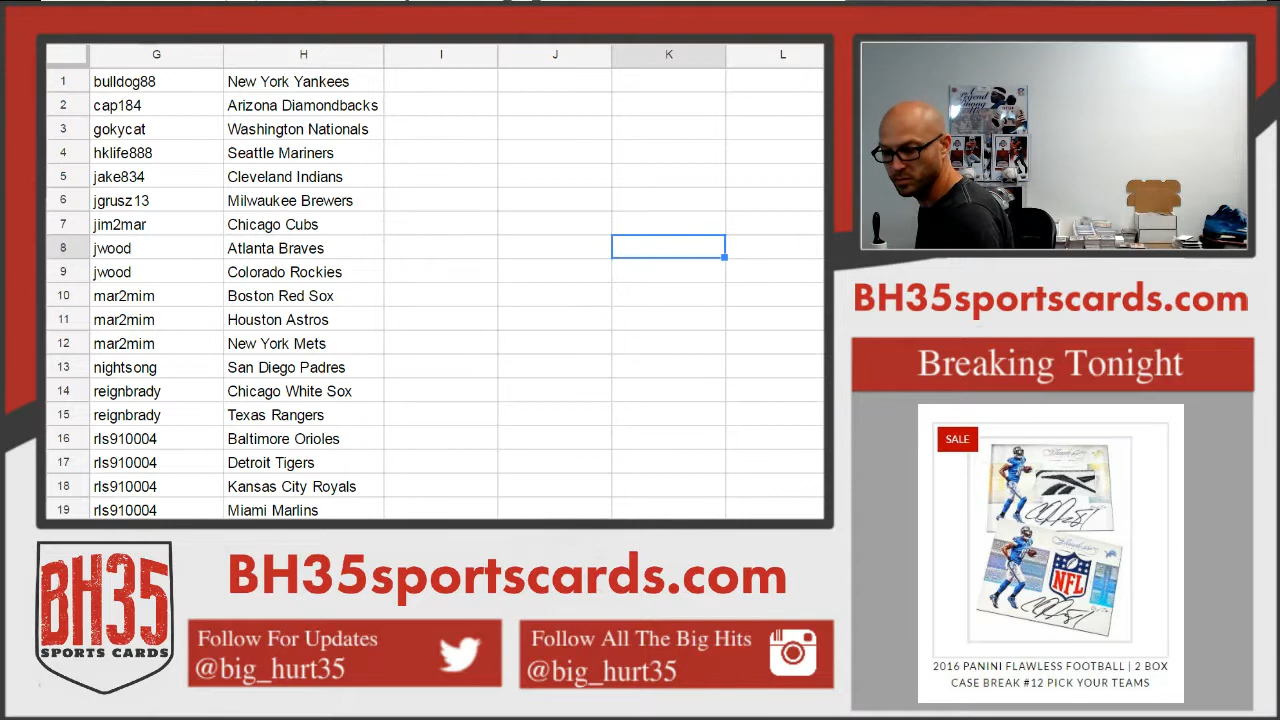 G H I J K L
1 bulldog88 New York Yankees
2 cap184 Arizona Diamondbacks
3 gokycat Washington Nationals
4 hklife888 Seattle Mariners
5 jake834 Cleveland Indians
6 jgrusz13 Milwaukee Brewers
7 jim2mar Chicago Cubs
8 jwood Atlanta Braves
9 jwood Colorado Rockies
10 mar2mim Boston Red Sox
11 mar2mim Houston Astros
12 mar2mim New York Mets
13 nightsong San Diego Padres
14 reignbrady Chicago White Sox
15 reignbrady Texas Rangers
16 rls910004 Baltimore Orioles
17 rls910004 Detroit Tigers
18 rls910004 Kansas City Royals
19 rls910004 Miami Marlins
BH35
SPORTS CARDS
BH35sportscards.com
Follow For Updates
@big_hurt35
Follow All The Big Hits
@big_hurt35
BH35sportscards.com
Breaking Tonight
SALE
NFL
2016 PANINI FLAWLESS FOOTBALL | 2 BOX
CASE BREAK #12 PICK YOUR TEAMS